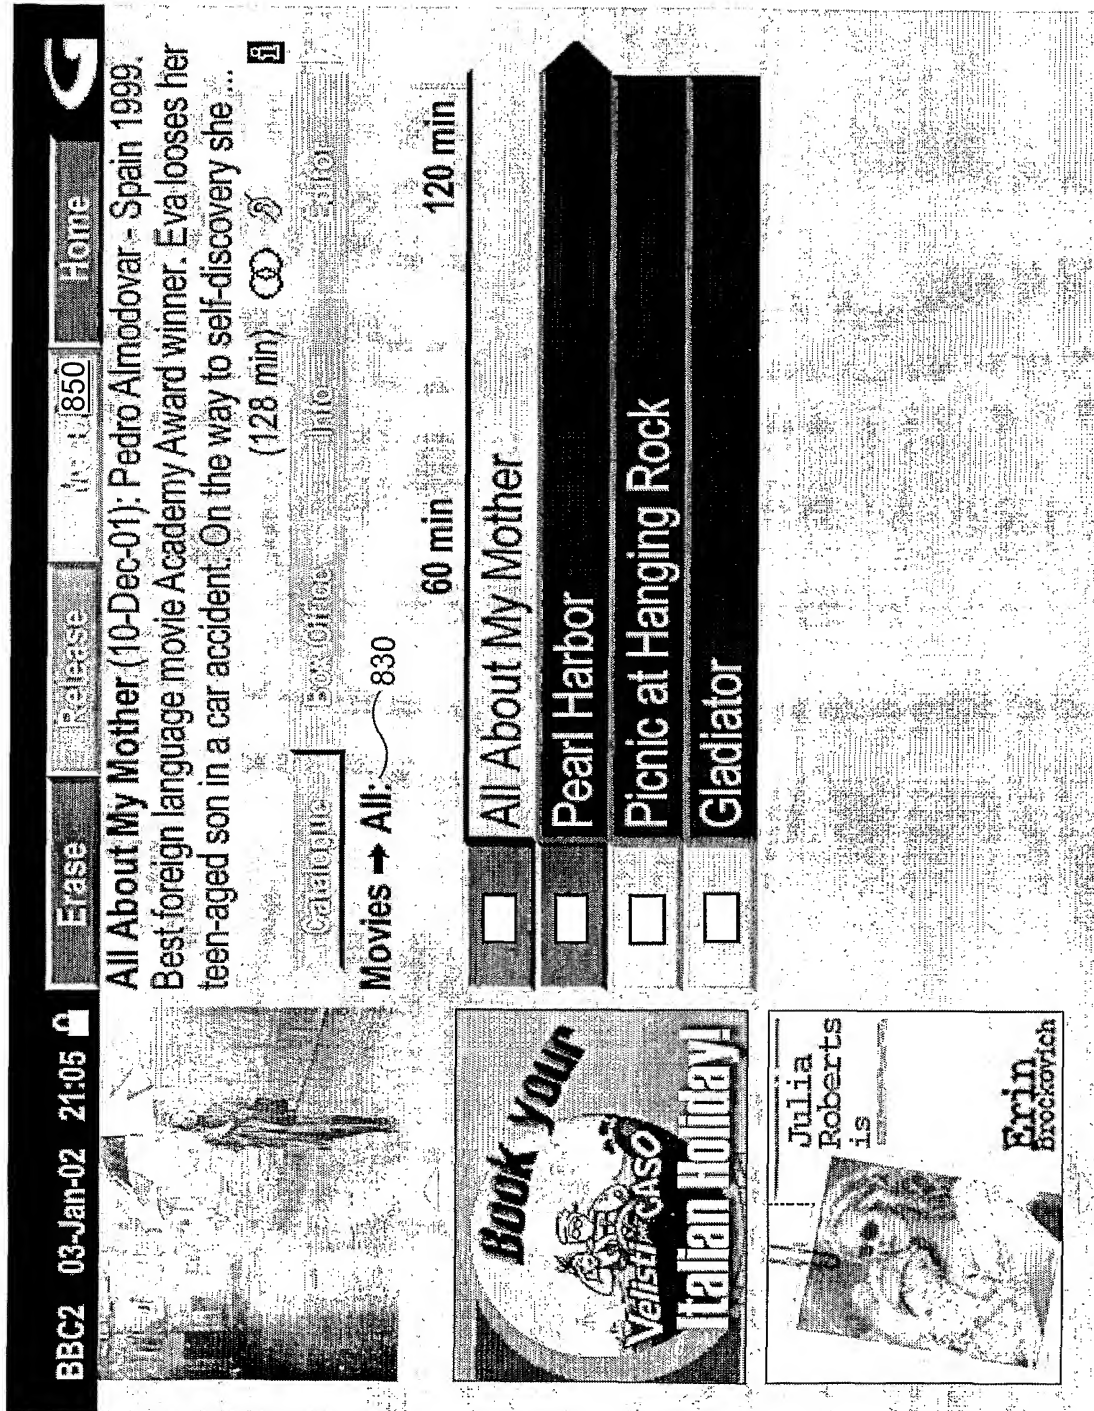 BBC2 03-Jan-02 21:05
Erase
Release
850
Home
All About My Mother (10-Dec-01): Pedro Almodovar - Spain 1999.
Best foreign language movie Academy Award winner. Eva looses her
teen-aged son in a car accident. On the way to self-discovery she ...
(128 min)
i
Catalogue
Box Office
Info
Editor
Movies → All:
830
60 min
120 min
All About My Mother
Pearl Harbor
Picnic at Hanging Rock
Gladiator
Book your
Italian Holiday!
Julia
Roberts
is
Erin
Brockovich